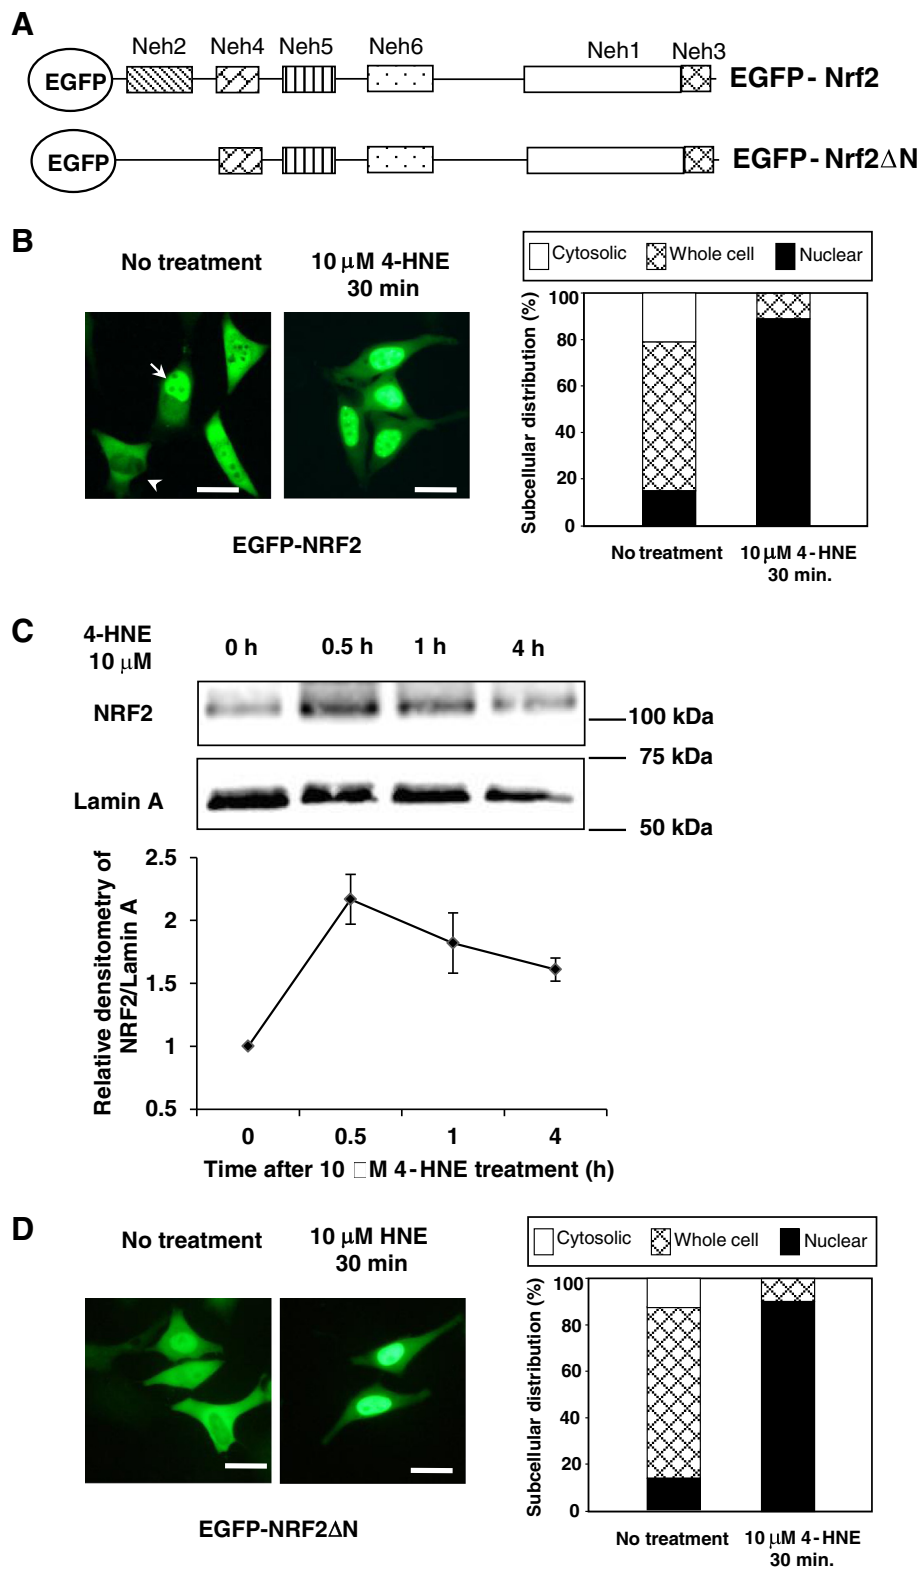 A
Neh2 Neh4 Neh5 Neh6 Neh1 Neh3
EGFP EGFP - Nrf2
EGFP EGFP - Nrf2ΔN
B
No treatment
10 μM 4-HNE
30 min
EGFP-NRF2
Cytosolic Whole cell Nuclear
Subcellular distribution (%)
100
80
60
40
20
0
No treatment
10 μM 4-HNE
30 min.
C
4-HNE
10 μM
0 h 0.5 h 1 h 4 h
NRF2
100 kDa
75 kDa
Lamin A
50 kDa
Relative densitometry of
NRF2/Lamin A
2.5
2
1.5
1
0.5
0 0.5 1 4
Time after 10 □M 4-HNE treatment (h)
D
No treatment
10 μM HNE
30 min
EGFP-NRF2ΔN
Cytosolic Whole cell Nuclear
Subcellular distribution (%)
100
80
60
40
20
0
No treatment
10 μM 4-HNE
30 min.